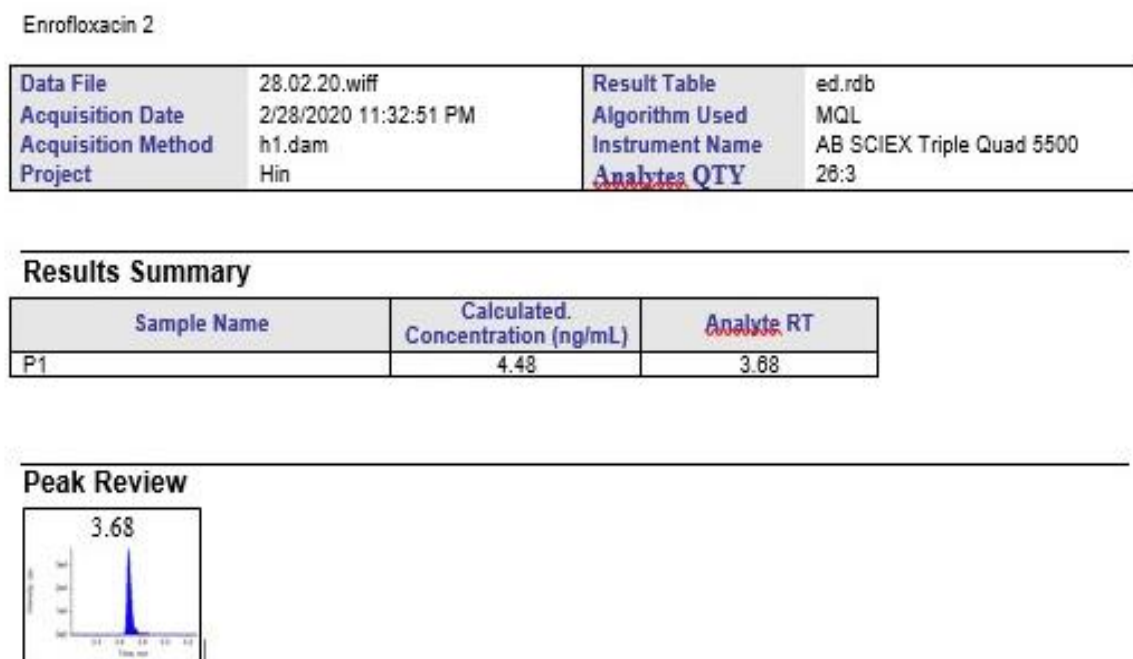 Enrofloxacin 2
Data File 28.02.20.wiff Result Table ed.rdb
Acquisition Date 2/28/2020 11:32:51 PM Algorithm Used MQL
Acquisition Method h1.dam Instrument Name AB SCIEX Triple Quad 5500
Project Hin Analytes QTY 26:3
Results Summary
Sample Name Calculated. Concentration (ng/mL) Analyte RT
P1 4.48 3.68
Peak Review
3.68